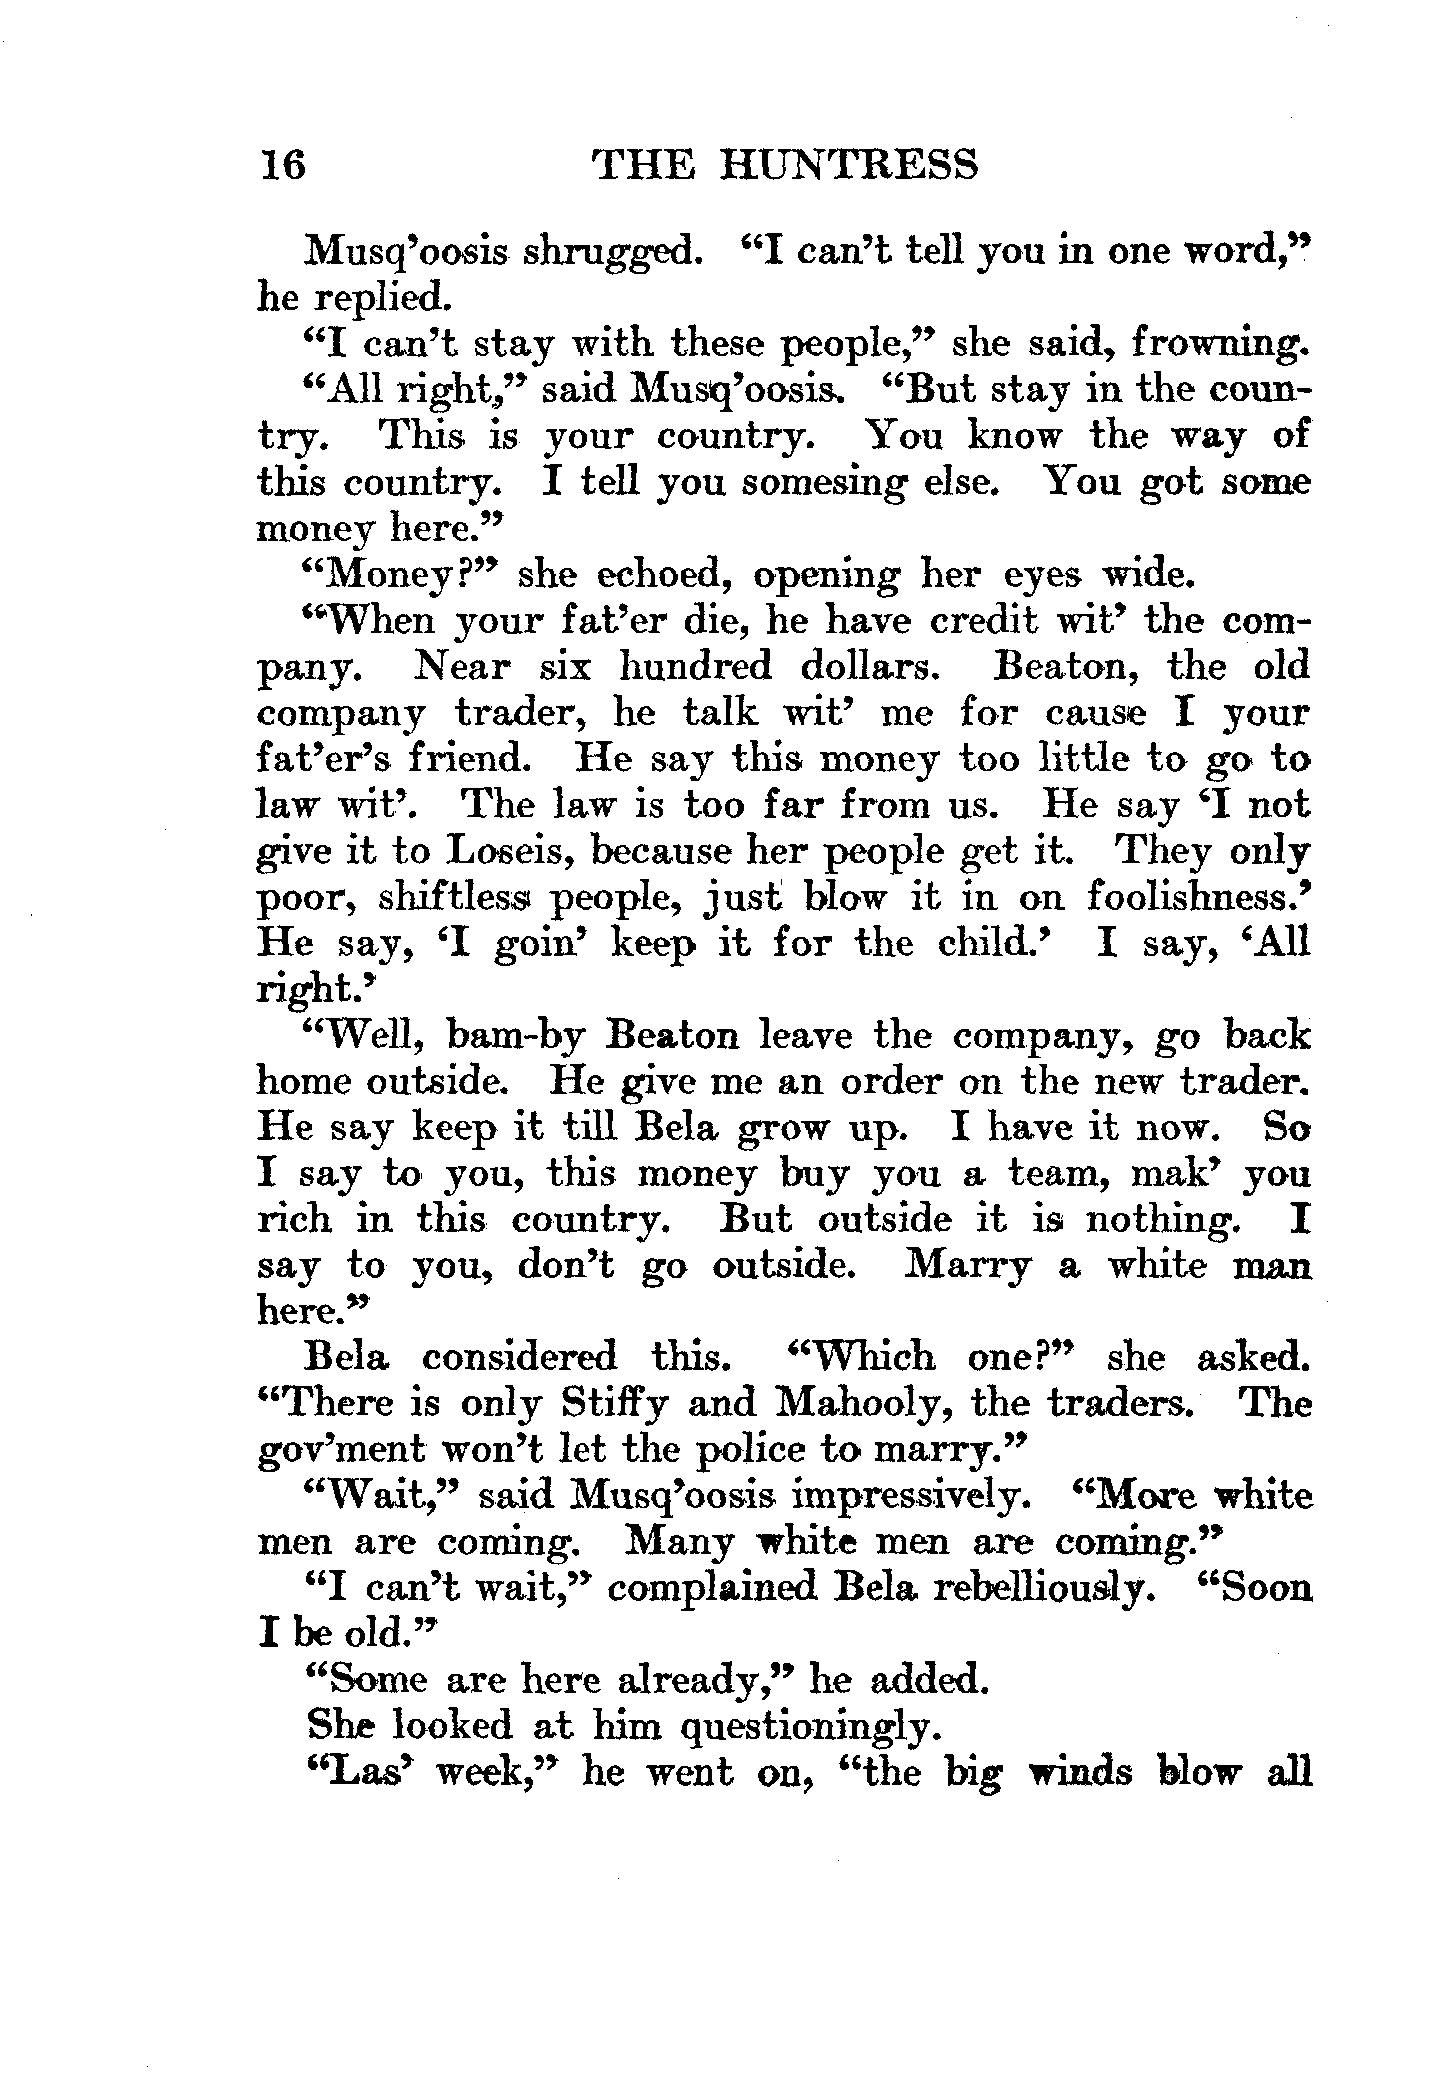 16 THE HUNTRESS
Musq’oosis shrugged. “I can’t tell you in one word,”
he replied.
“I can’t stay with these people,” she said, frowning.
“All right,” said Musq’oosis. “But stay in the coun-
try. This is your country. You know the way of
this country. I tell you somesing else. You got some
money here.”
“Money?” she echoed, opening her eyes wide.
“When your fat’er die, he have credit wit’ the com-
pany. Near six hundred dollars. Beaton, the old
company trader, he talk wit’ me for cause I your
fat’er’s friend. He say this money too little to go to
law wit’. The law is too far from us. He say ‘I not
give it to Loseis, because her people get it. They only
poor, shiftless people, just blow it in on foolishness.’
He say, ‘I goin’ keep it for the child.’ I say, ‘All
right.’
“Well, bam-by Beaton leave the company, go back
home outside. He give me an order on the new trader.
He say keep it till Bela grow up. I have it now. So
I say to you, this money buy you a team, mak’ you
rich in this country. But outside it is nothing. I
say to you, don’t go outside. Marry a white man
here.”
Bela considered this. “Which one?” she asked.
“There is only Stiffy and Mahooly, the traders. The
gov’ment won’t let the police to marry.”
“Wait,” said Musq’oosis impressively. “More white
men are coming. Many white men are coming.”
“I can’t wait,” complained Bela rebelliously. “Soon
I be old.”
“Some are here already,” he added.
She looked at him questioningly.
“Las’ week,” he went on, “the big winds blow all